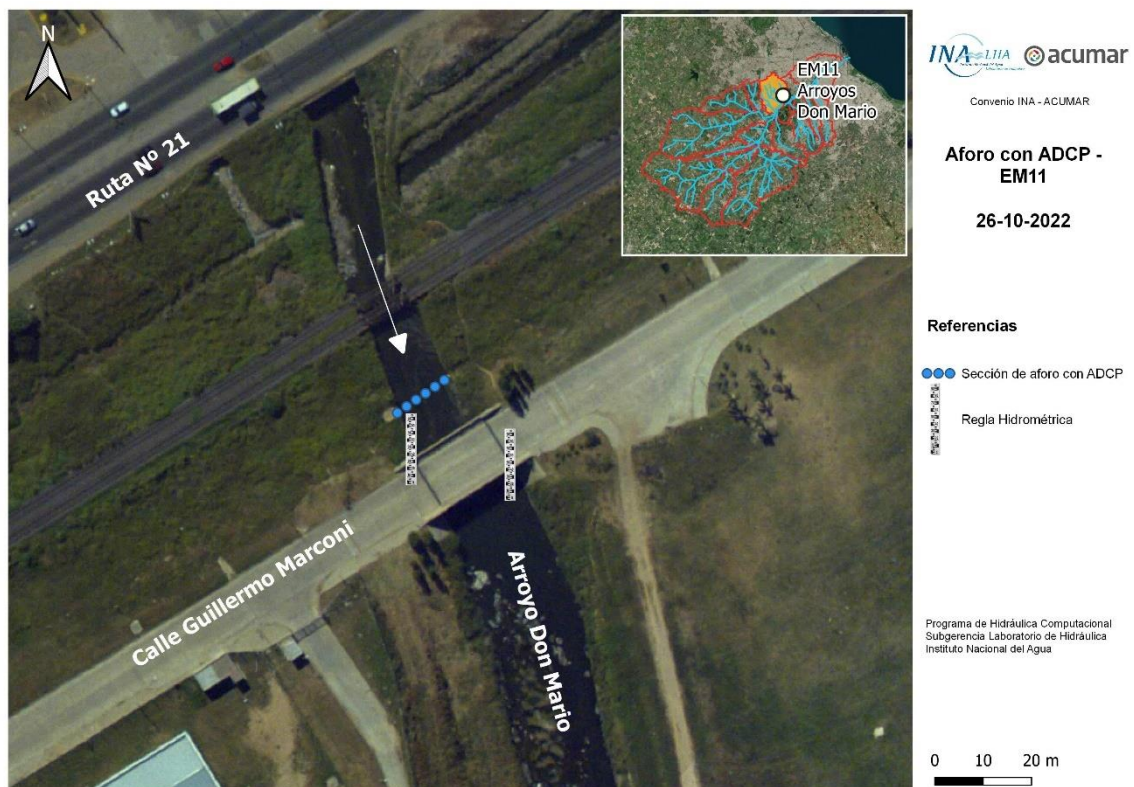 N
Ruta Nº 21
EM11
Arroyos
Don Mario
Calle Guillermo Marconi
Arroyo Don Mario
INA LHA
acumar
Convenio INA - ACUMAR
Aforo con ADCP -
EM11
26-10-2022
Referencias
Sección de aforo con ADCP
Regla Hidrométrica
Programa de Hidráulica Computacional
Subgerencia Laboratorio de Hidráulica
Instituto Nacional del Agua
0 10 20 m